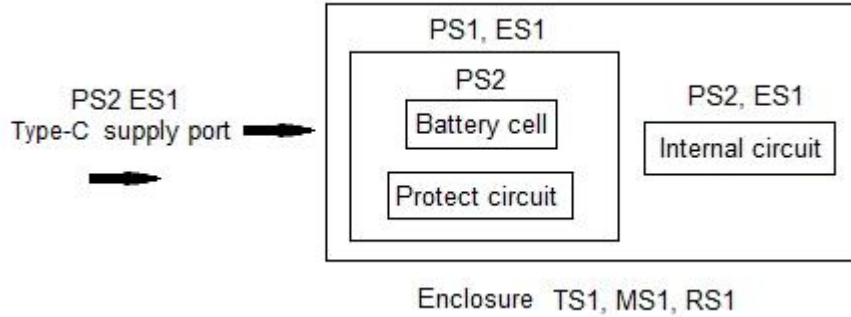 PS1, ES1
PS2
Battery cell
Protect circuit
PS2 ES1
Type-C supply port
PS2, ES1
Internal circuit
Enclosure TS1, MS1, RS1